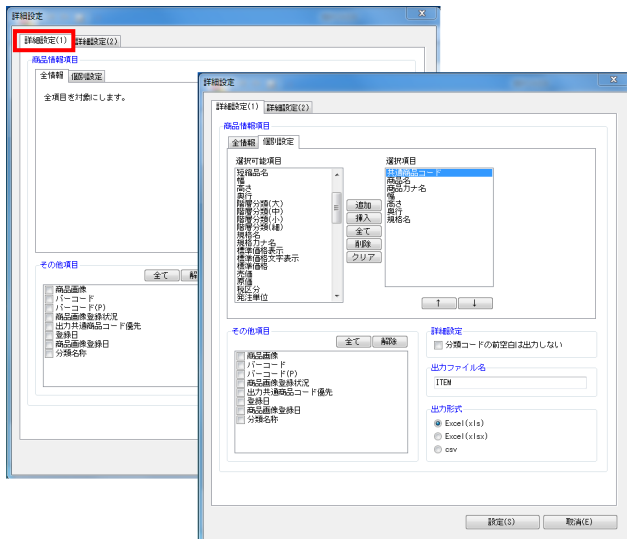 詳細設定
詳細設定(1) 詳細設定(2)
商品情報項目
全情報 個別設定
全項目を対象にします。
その他項目
全て 解
商品画像
バーコード
バーコード(P)
商品画像登録状況
出力共通商品コード優先
登録日
商品画像登録日
分類名称
詳細設定
詳細設定(1) 詳細設定(2)
商品情報項目
全情報 個別設定
選択可能項目
短縮品名
幅
高さ
奥行
階層分類(大)
階層分類(中)
階層分類(小)
階層分類(細)
規格名
規格カナ名
標準価格表示
標準価格文字表示
標準価格
売価
原価
税区分
発注単位
追加
挿入
全て
削除
クリア
選択項目
共通商品コード
商品名
商品カナ名
幅
高さ
奥行
規格名
↑ ↓
その他項目
全て 解除
商品画像
バーコード
バーコード(P)
商品画像登録状況
出力共通商品コード優先
登録日
商品画像登録日
分類名称
詳細設定
分類コードの前空白は出力しない
出力ファイル名
ITEM
出力形式
Excel(xls)
Excel(xlsx)
csv
設定(S) 取消(E)